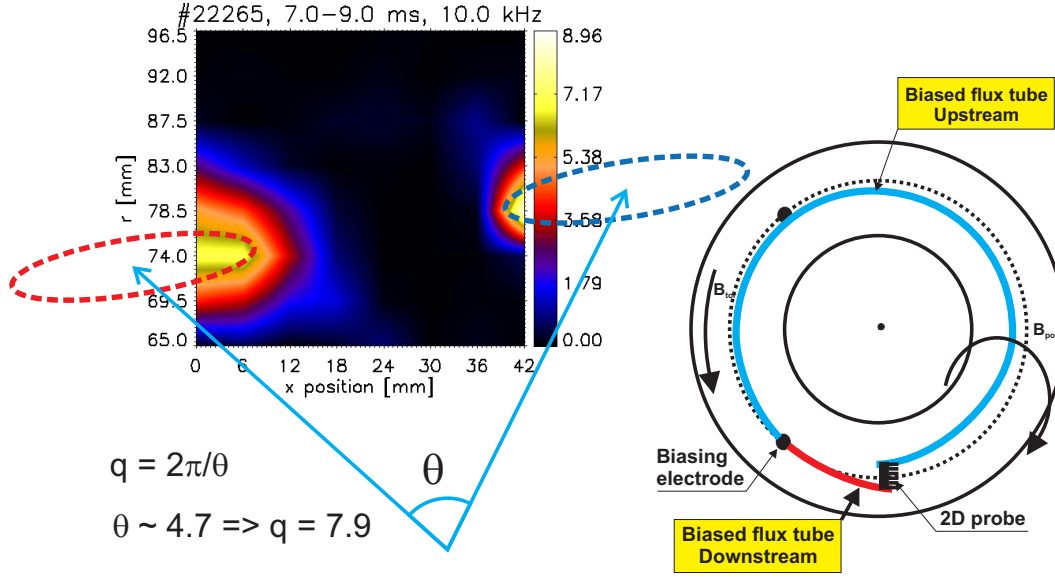 #22265, 7.0-9.0 ms, 10.0 kHz
96.5
92.0
87.5
83.0
78.5
74.0
69.5
65.0
r [mm]
0 6 12 18 24 30 36 42
x position [mm]
8.96
7.17
5.38
3.58
1.79
0.00
θ
q = 2π/θ
θ ~ 4.7 => q = 7.9
Biased flux tube
Upstream
B
B
Biasing
electrode
2D probe
Biased flux tube
Downstream